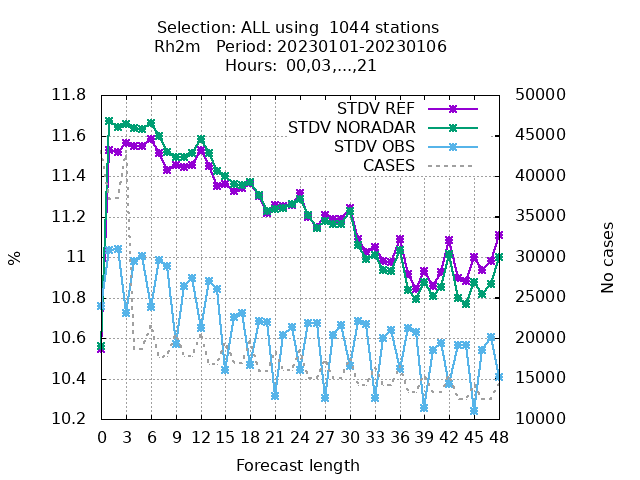 Selection: ALL using  1044 stations
Rh2m   Period: 20230101-20230106
Hours:  00,03,...,21
STDV REF
STDV NORADAR
STDV OBS
CASES
%
11.8
11.6
11.4
11.2
11
10.8
10.6
10.4
10.2
50000
45000
40000
35000
30000
25000
20000
15000
10000
No cases
0 3 6 9 12 15 18 21 24 27 30 33 36 39 42 45 48
Forecast length